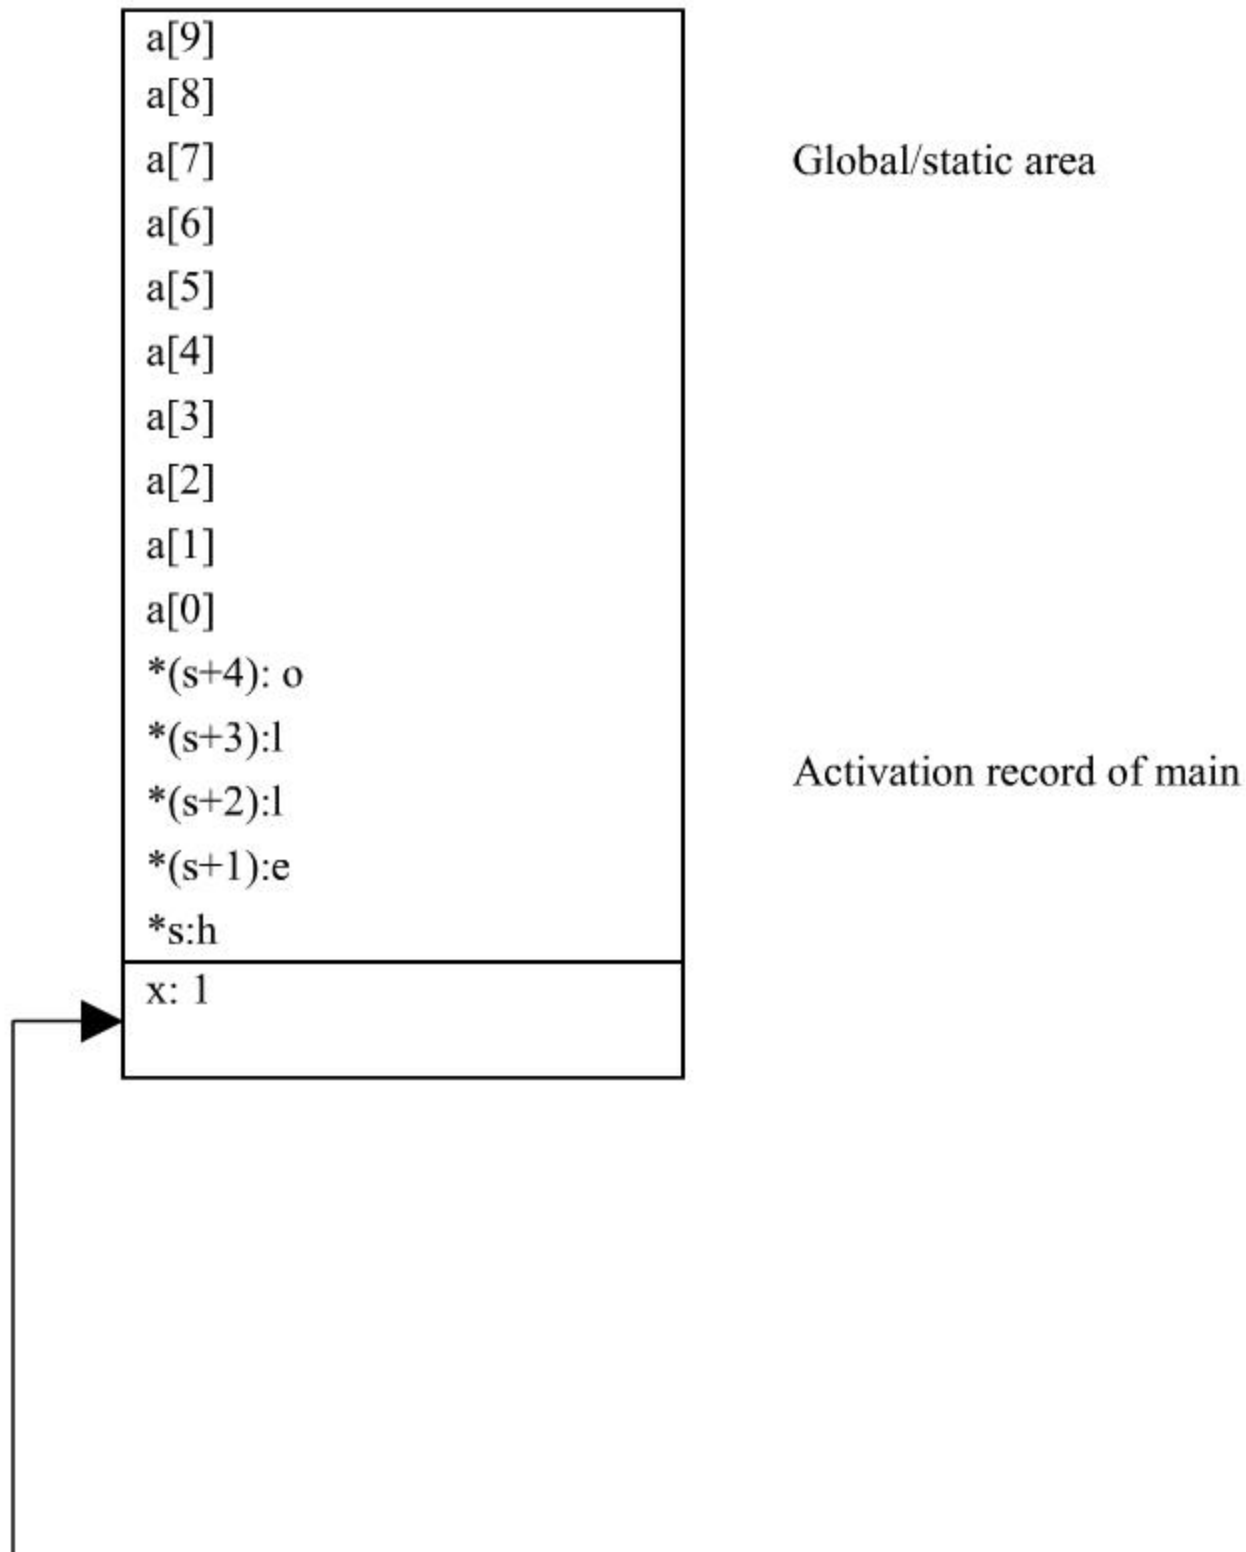 a[9]
a[8]
a[7]
Global/static area
a[6]
a[5]
a[4]
a[3]
a[2]
a[1]
a[0]
*(s+4): o
*(s+3):l
*(s+2):l
Activation record of main
*(s+1):e
*s:h
x: 1